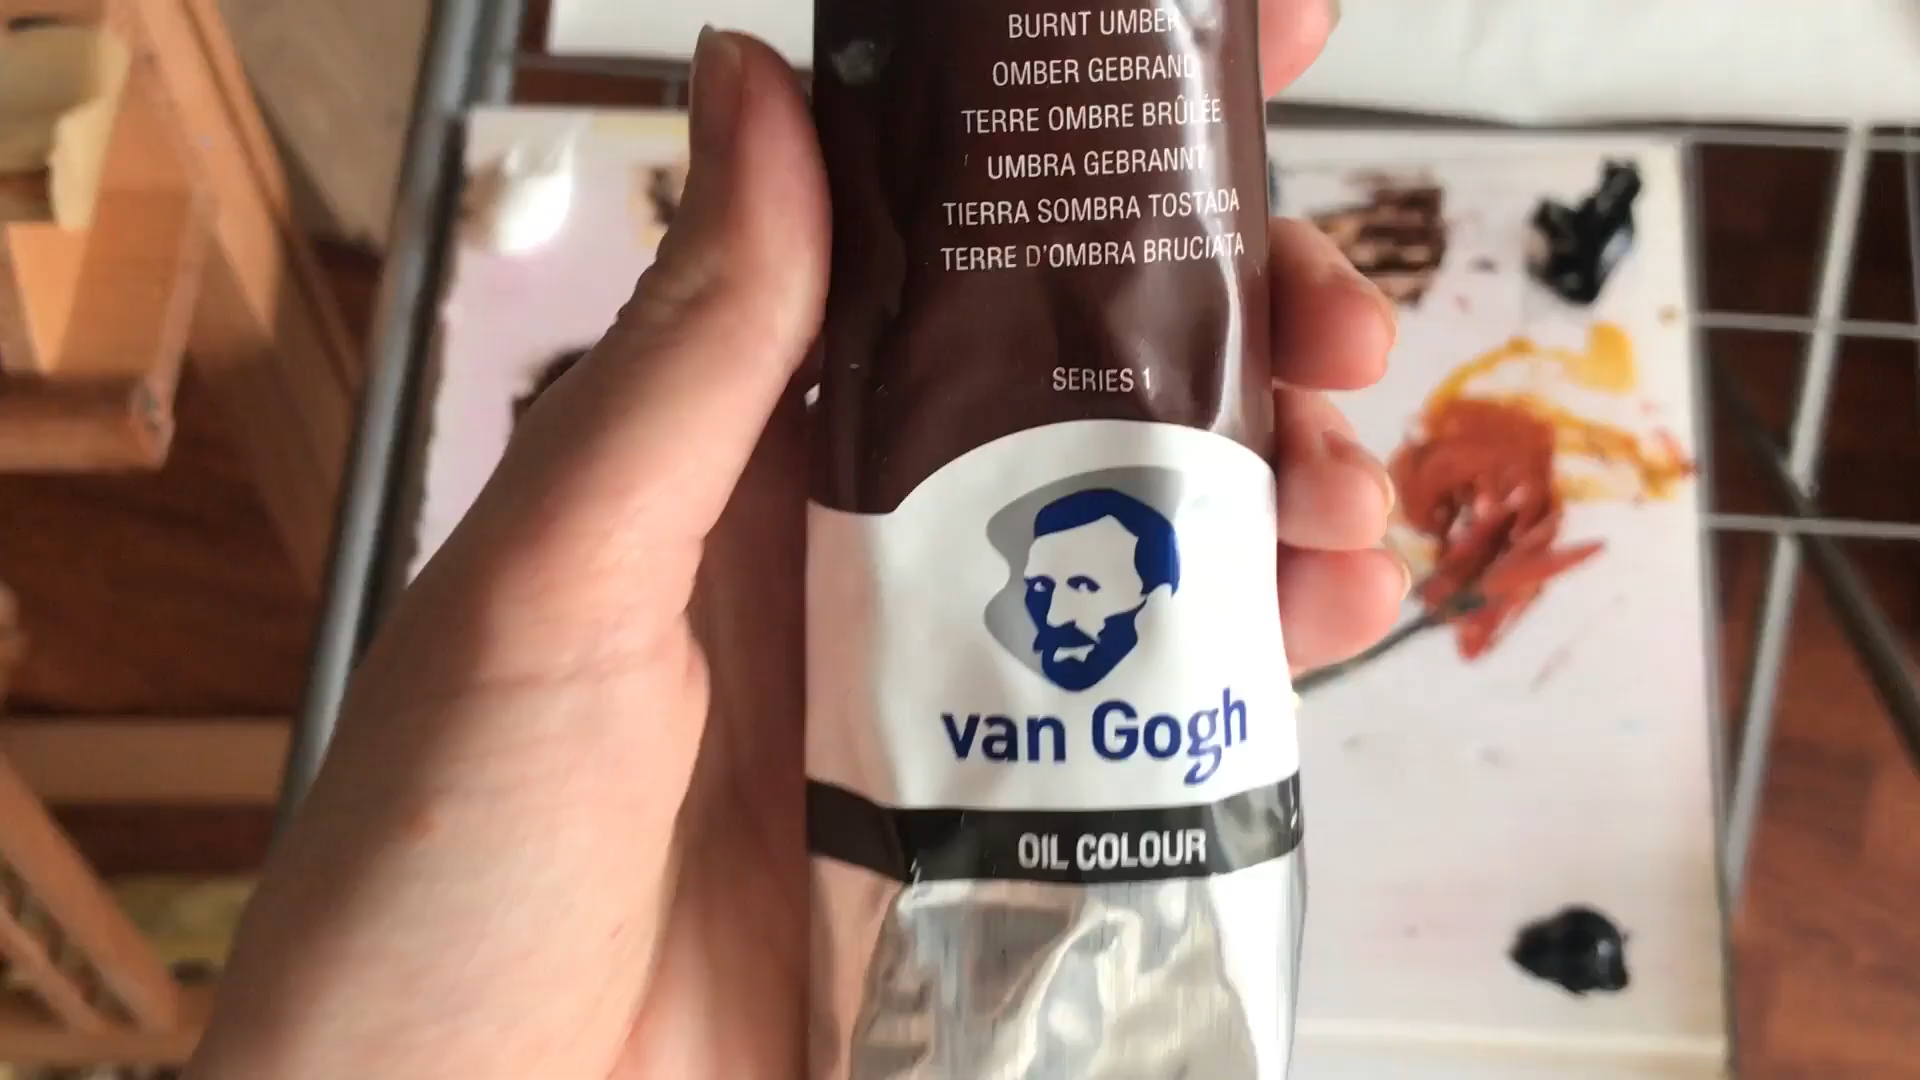 BURNT UMBER
OMBER GEBRAND
TERRE OMBRE BRÛLÉE
UMBRA GEBRANNT
TIERRA SOMBRA TOSTADA
TERRE D'OMBRA BRUCIATA
SERIES 1
van Gogh
OIL COLOUR